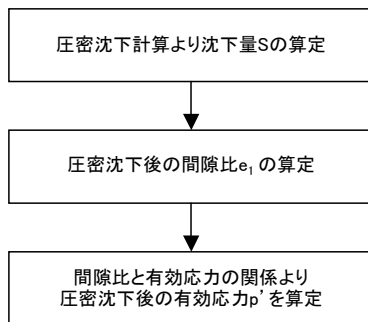 圧密沈下計算より沈下量Sの算定
圧密沈下後の間隙比e₁ の算定
間隙比と有効応力の関係より
圧密沈下後の有効応力p’を算定